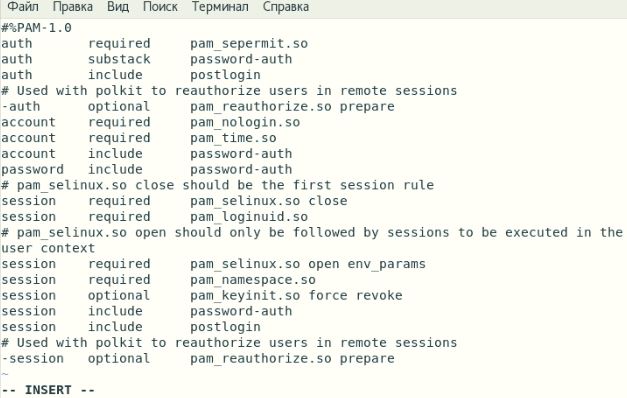 Файл Правка Вид Поиск Терминал Справка
#%PAM-1.0
auth required pam_sepermit.so
auth substack password-auth
auth include postlogin
# Used with polkit to reauthorize users in remote sessions
-auth optional pam_reauthorize.so prepare
account required pam_nologin.so
account required pam_time.so
account include password-auth
password include password-auth
# pam_selinux.so close should be the first session rule
session required pam_selinux.so close
session required pam_loginuid.so
# pam_selinux.so open should only be followed by sessions to be executed in the
user context
session required pam_selinux.so open env_params
session required pam_namespace.so
session optional pam_keyinit.so force revoke
session include password-auth
session include postlogin
# Used with polkit to reauthorize users in remote sessions
-session optional pam_reauthorize.so prepare
~
-- INSERT --